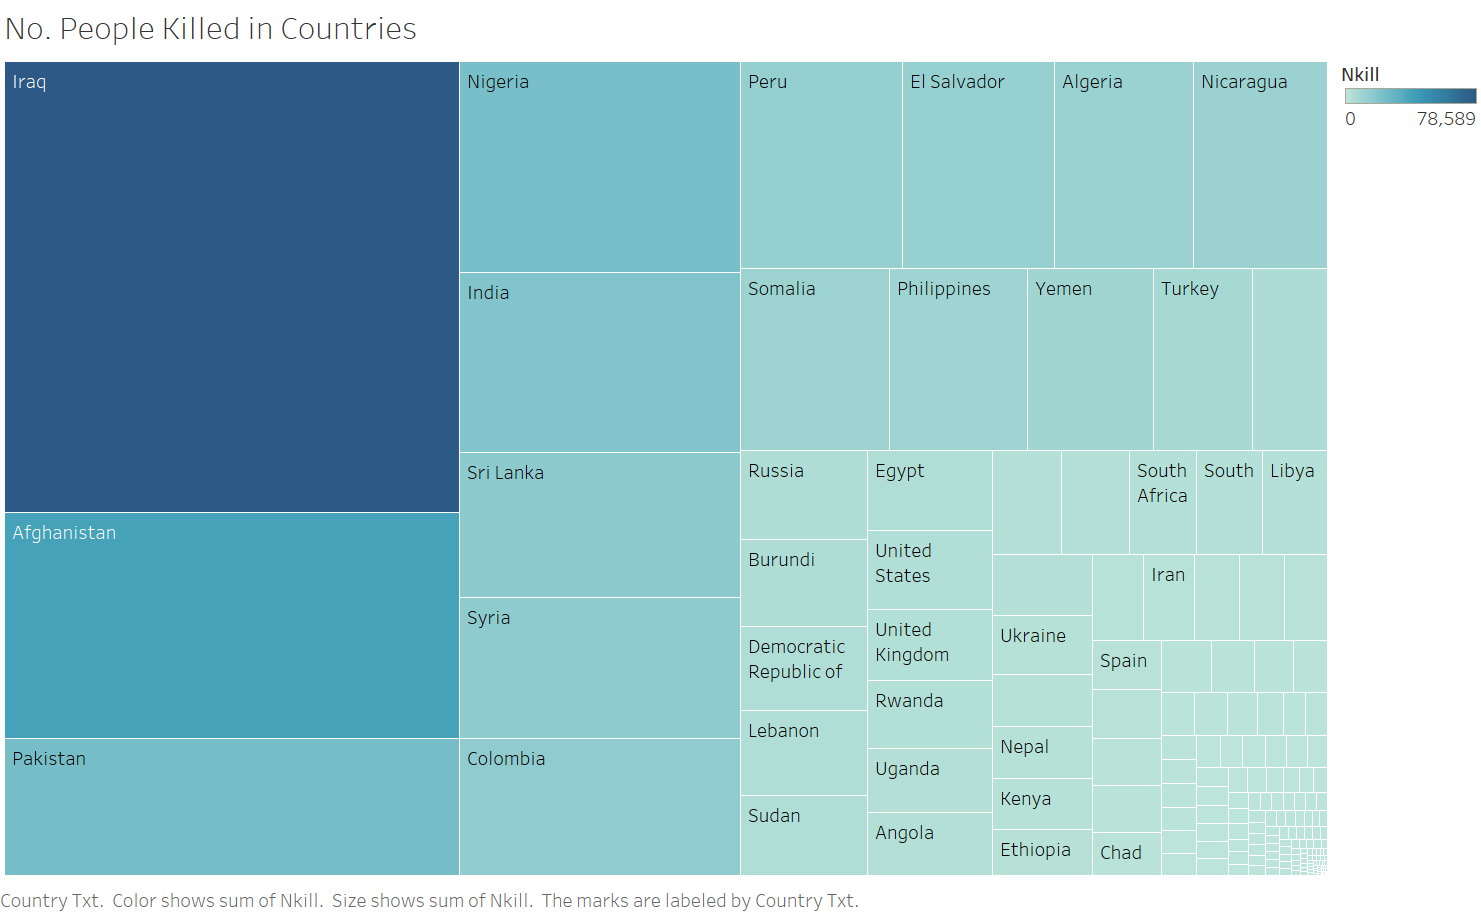 No. People Killed in Countries
Iraq
Nigeria
Peru
El Salvador
Algeria
Nicaragua
Nkill
0
78,589
India
Somalia
Philippines
Yemen
Turkey
Sri Lanka
Russia
Egypt
South
Africa
South
Libya
Afghanistan
Burundi
United
States
Iran
Syria
United
Kingdom
Ukraine
Democratic
Republic of
Spain
Rwanda
Pakistan
Colombia
Lebanon
Nepal
Uganda
Kenya
Sudan
Angola
Ethiopia
Chad
Country Txt.  Color shows sum of Nkill.  Size shows sum of Nkill.  The marks are labeled by Country Txt.